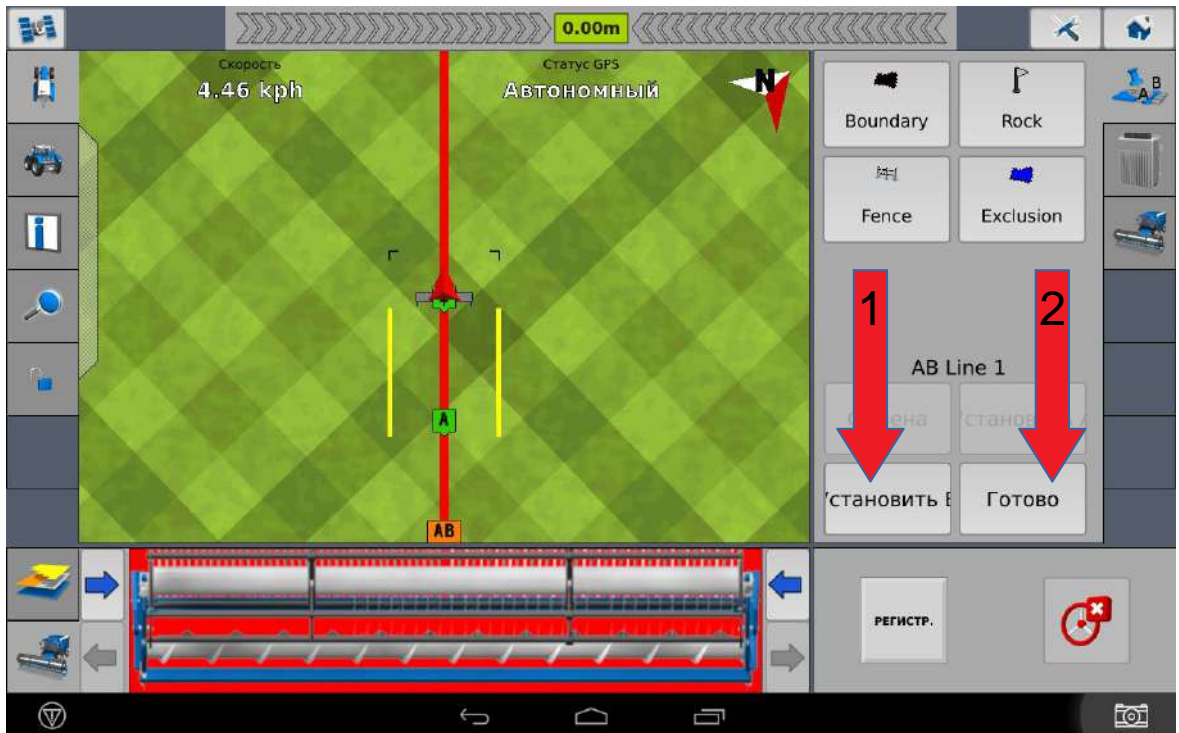 0.00m
Скорость
4.46 kph
Статус GPS
Автономный
N
A B
Boundary
Rock
Fence
Exclusion
1
2
AB Line 1
A
Установить B
Готово
AB
РЕГИСТР.